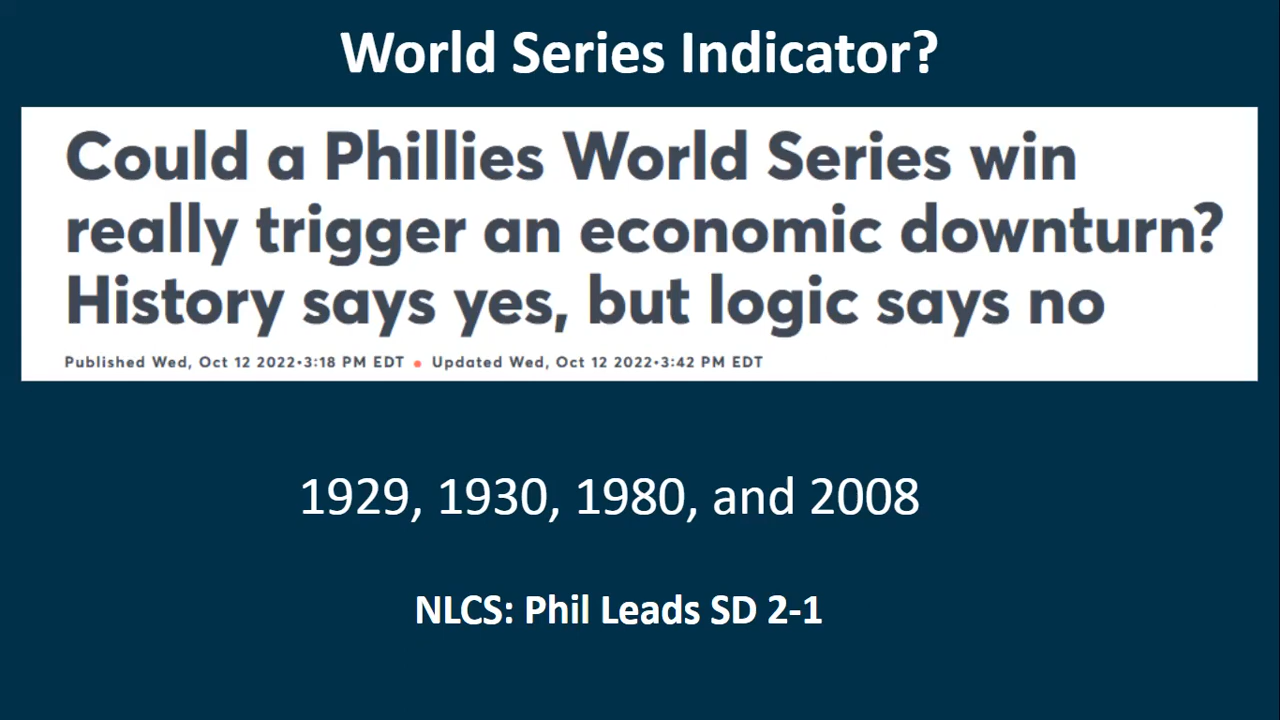 World Series Indicator?
Could a Phillies World Series win
really trigger an economic downturn?
History says yes, but logic says no
Published Wed, Oct 12 2022•3:18 PM EDT • Updated Wed, Oct 12 2022•3:42 PM EDT
1929, 1930, 1980, and 2008
NLCS: Phil Leads SD 2-1